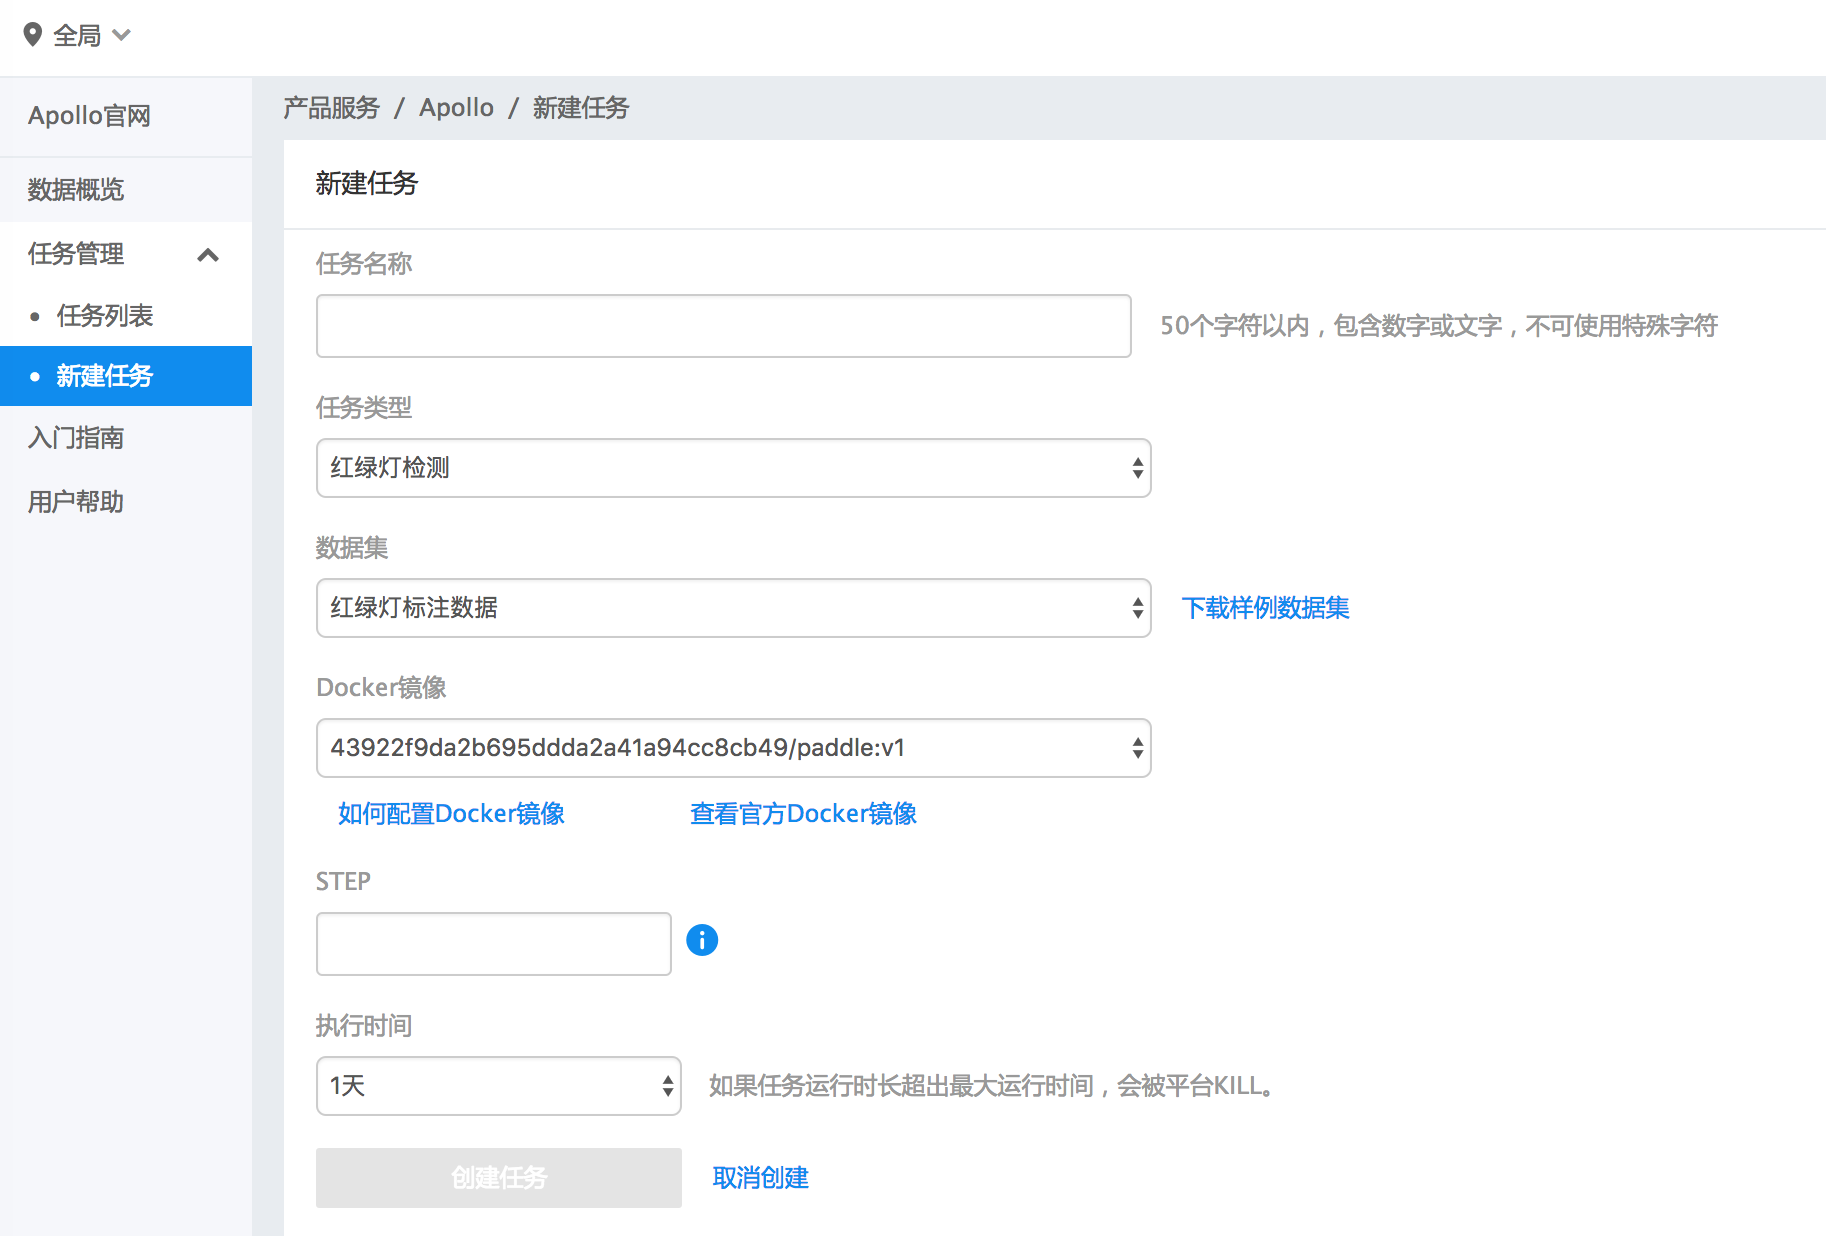 全局
Apollo官网
数据概览
任务管理
任务列表
新建任务
入门指南
用户帮助
产品服务 / Apollo / 新建任务
新建任务
任务名称
50个字符以内，包含数字或文字，不可使用特殊字符
任务类型
红绿灯检测
数据集
红绿灯标注数据
下载样例数据集
Docker镜像
43922f9da2b695ddda2a41a94cc8cb49/paddle:v1
如何配置Docker镜像
查看官方Docker镜像
STEP
执行时间
1天
如果任务运行时长超出最大运行时间，会被平台KILL。
创建任务
取消创建